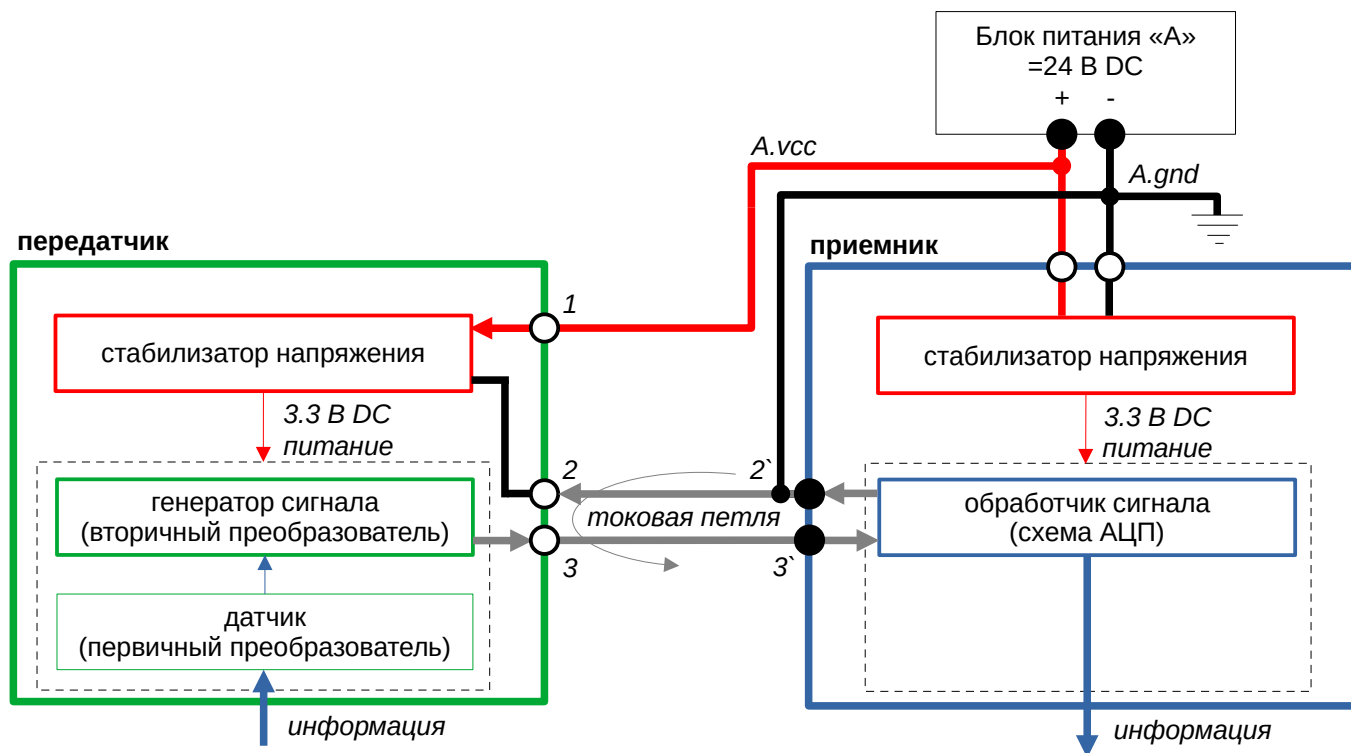 Блок питания «А»
=24 В DC
+ -
A.vcc
A.gnd
передатчик
приемник
1
стабилизатор напряжения
стабилизатор напряжения
3.3 В DC
питание
3.3 В DC
питание
2
2`
генератор сигнала
(вторичный преобразователь)
токовая петля
обработчик сигнала
(схема АЦП)
3
3`
датчик
(первичный преобразователь)
информация
информация